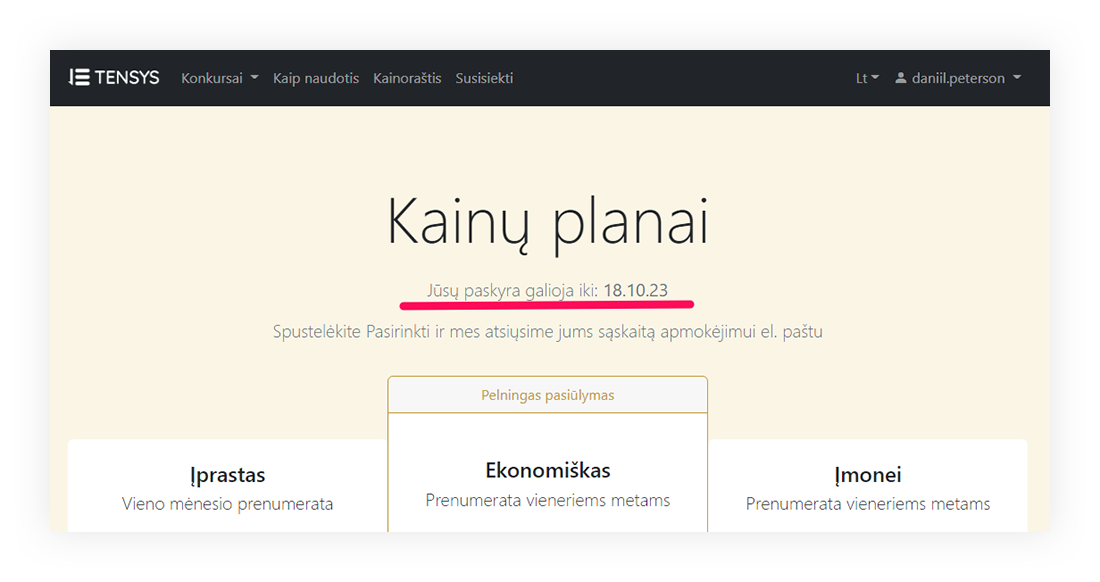 TENSYS Konkursai Kaip naudotis Kainoraštis Susisiekti Lt daniil.peterson
Kainų planai
Jūsų paskyra galioja iki: 18.10.23
Spustelėkite Pasirinkti ir mes atsiųsime jums sąskaitą apmokėjimui el. paštu
Pelningas pasiūlymas
Įprastas
Vieno mėnesio prenumerata
Ekonomiškas
Prenumerata vieneriems metams
Įmonei
Prenumerata vieneriems metams